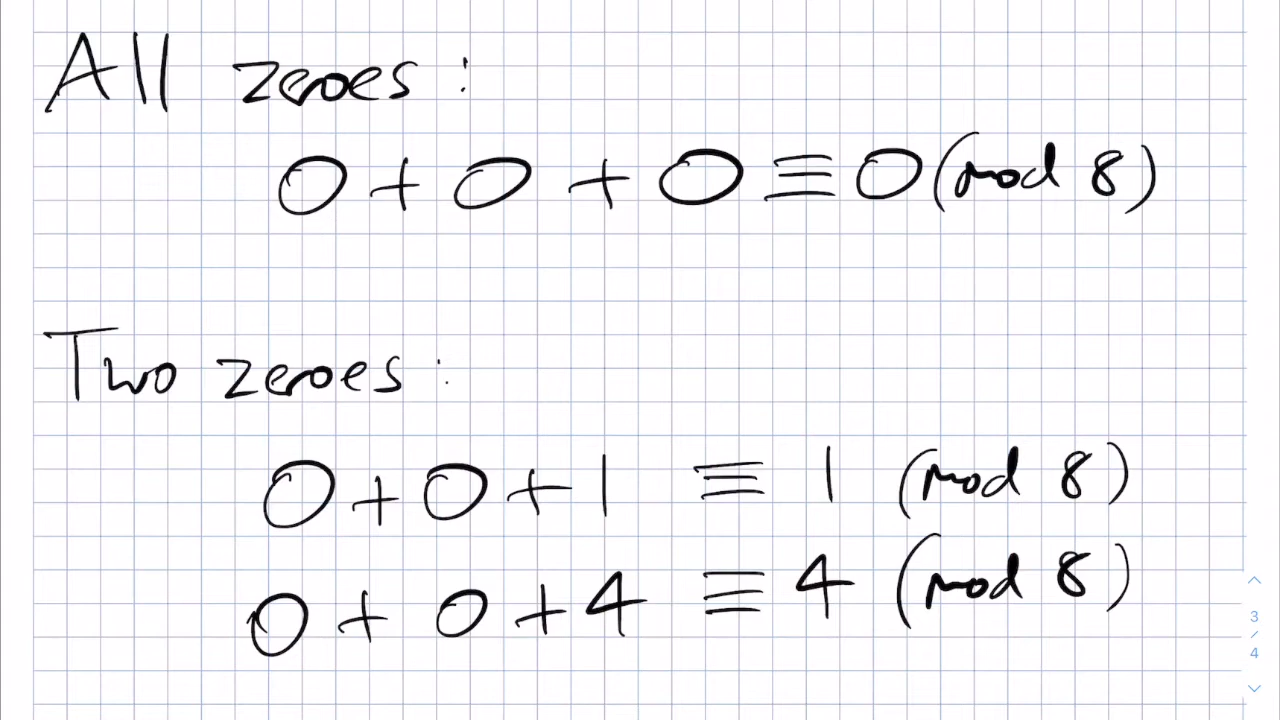 All zeroes:
0 + 0 + 0 ≡ 0 (mod 8)
Two zeroes:
0 + 0 + 1 ≡ 1 (mod 8)
0 + 0 + 4 ≡ 4 (mod 8)
3
/
4